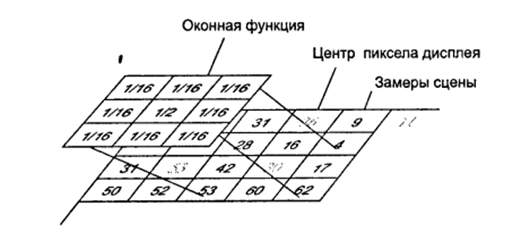 Оконная функция
Центр пиксела дисплея
Замеры сцены
1/16 1/16 1/16
1/16 1/2 1/16 31 9
1/16 1/16 1/16 28 16 4
31 42 17
50 52 53 60 62